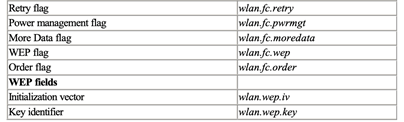 Retry flag wlan.fc.retry
Power management flag wlan.fc.pwrmgt
More Data flag wlan.fc.moredata
WEP flag wlan.fc.wep
Order flag wlan.fc.order
WEP fields
Initialization vector wlan.wep.iv
Key identifier wlan.wep.key